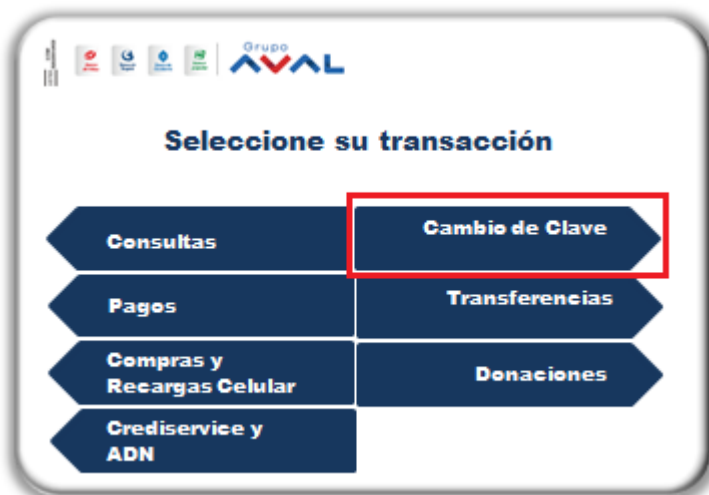 Grupo
AVAL
Seleccione su transacción
Consultas
Cambio de Clave
Pagos
Transferencias
Compras y
Recargas Celular
Donaciones
Crediservice y
ADN